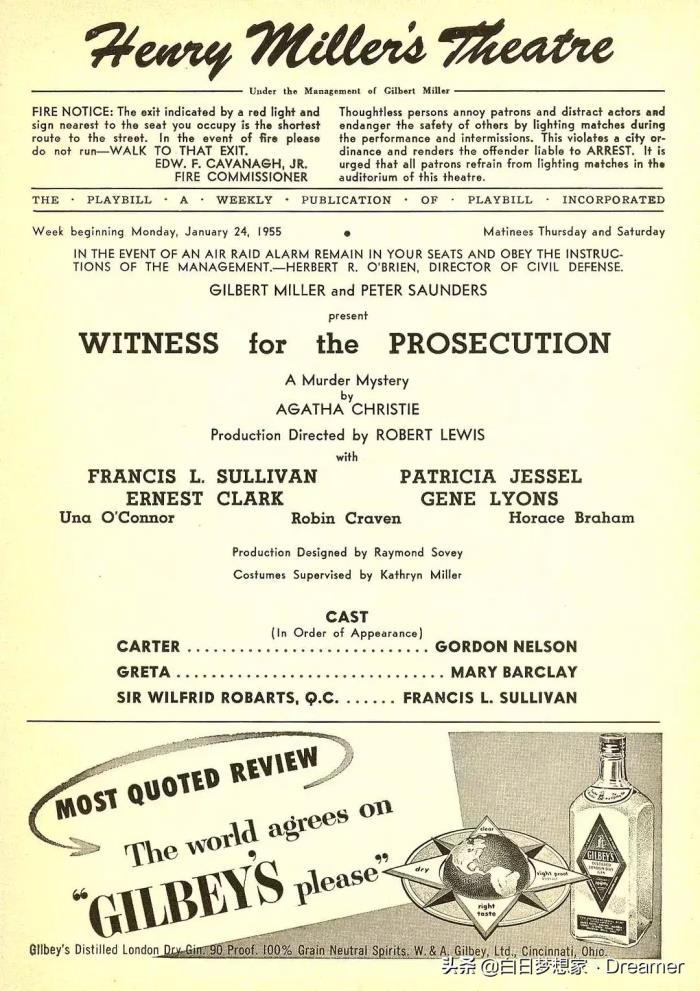 Henry Miller's Theatre
Under the Management of Gilbert Miller
FIRE NOTICE: The exit indicated by a red light and
sign nearest to the seat you occupy is the shortest
route to the street. In the event of fire please
do not run—WALK TO THAT EXIT.
EDW. F. CAVANAGH, JR.
FIRE COMMISSIONER
Thoughtless persons annoy patrons and distract actors and
endanger the safety of others by lighting matches during
the performance and intermissions. This violates a city or-
dinance and renders the offender liable to ARREST. It is
urged that all patrons refrain from lighting matches in the
auditorium of this theatre.
THE · PLAYBILL · A · WEEKLY · PUBLICATION · OF · PLAYBILL · INCORPORATED
Week beginning Monday, January 24, 1955 • Matinees Thursday and Saturday
IN THE EVENT OF AN AIR RAID ALARM REMAIN IN YOUR SEATS AND OBEY THE INSTRUC-
TIONS OF THE MANAGEMENT.—HERBERT R. O'BRIEN, DIRECTOR OF CIVIL DEFENSE.
GILBERT MILLER and PETER SAUNDERS
present
WITNESS for the PROSECUTION
A Murder Mystery
by
AGATHA CHRISTIE
Production Directed by ROBERT LEWIS
with
FRANCIS L. SULLIVAN PATRICIA JESSEL
ERNEST CLARK GENE LYONS
Una O'Connor Robin Craven Horace Braham
Production Designed by Raymond Sovey
Costumes Supervised by Kathryn Miller
CAST
(In Order of Appearance)
CARTER ............................ GORDON NELSON
GRETA ............................... MARY BARCLAY
SIR WILFRID ROBARTS, Q.C. ...... FRANCIS L. SULLIVAN
MOST QUOTED REVIEW
The world agrees on
"GILBEY'S please"
clear
dry
right proof
right
taste
GILBEY'S
DISTILLED
LONDON DRY
GIN
Gilbey's Distilled London Dry Gin. 90 Proof. 100% Grain Neutral Spirits. W. & A. Gilbey, Ltd., Cincinnati, Ohio.
头条 @白日梦想家 · Dreamer